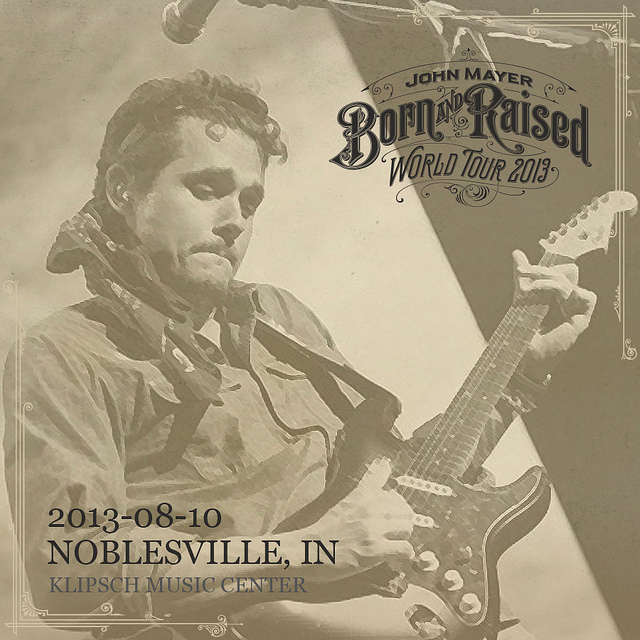 JOHN MAYER
Born AND Raised
WORLD TOUR 2013
2013-08-10
NOBLESVILLE, IN
KLIPSCH MUSIC CENTER